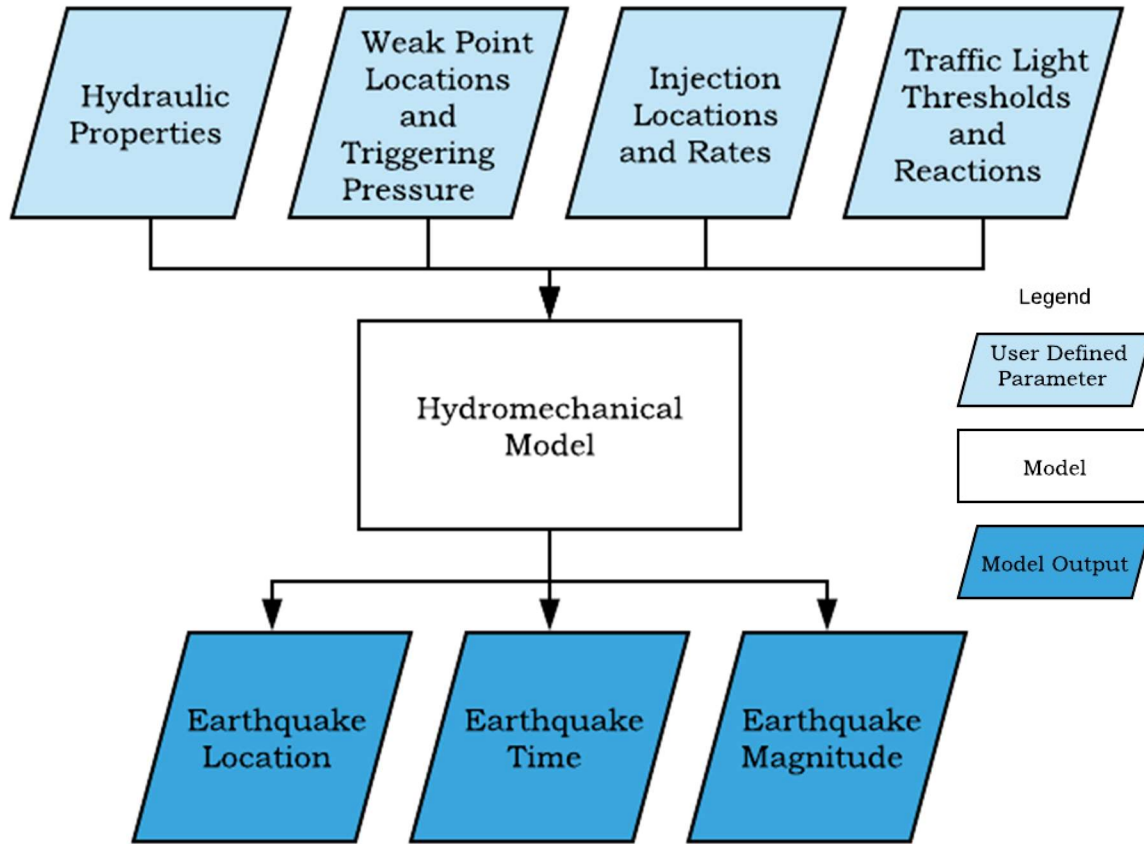 Hydraulic
Properties
Weak Point
Locations
and
Triggering
Pressure
Injection
Locations
and Rates
Traffic Light
Thresholds
and
Reactions
Hydromechanical
Model
Earthquake
Location
Earthquake
Time
Earthquake
Magnitude
Legend
User Defined
Parameter
Model
Model Output